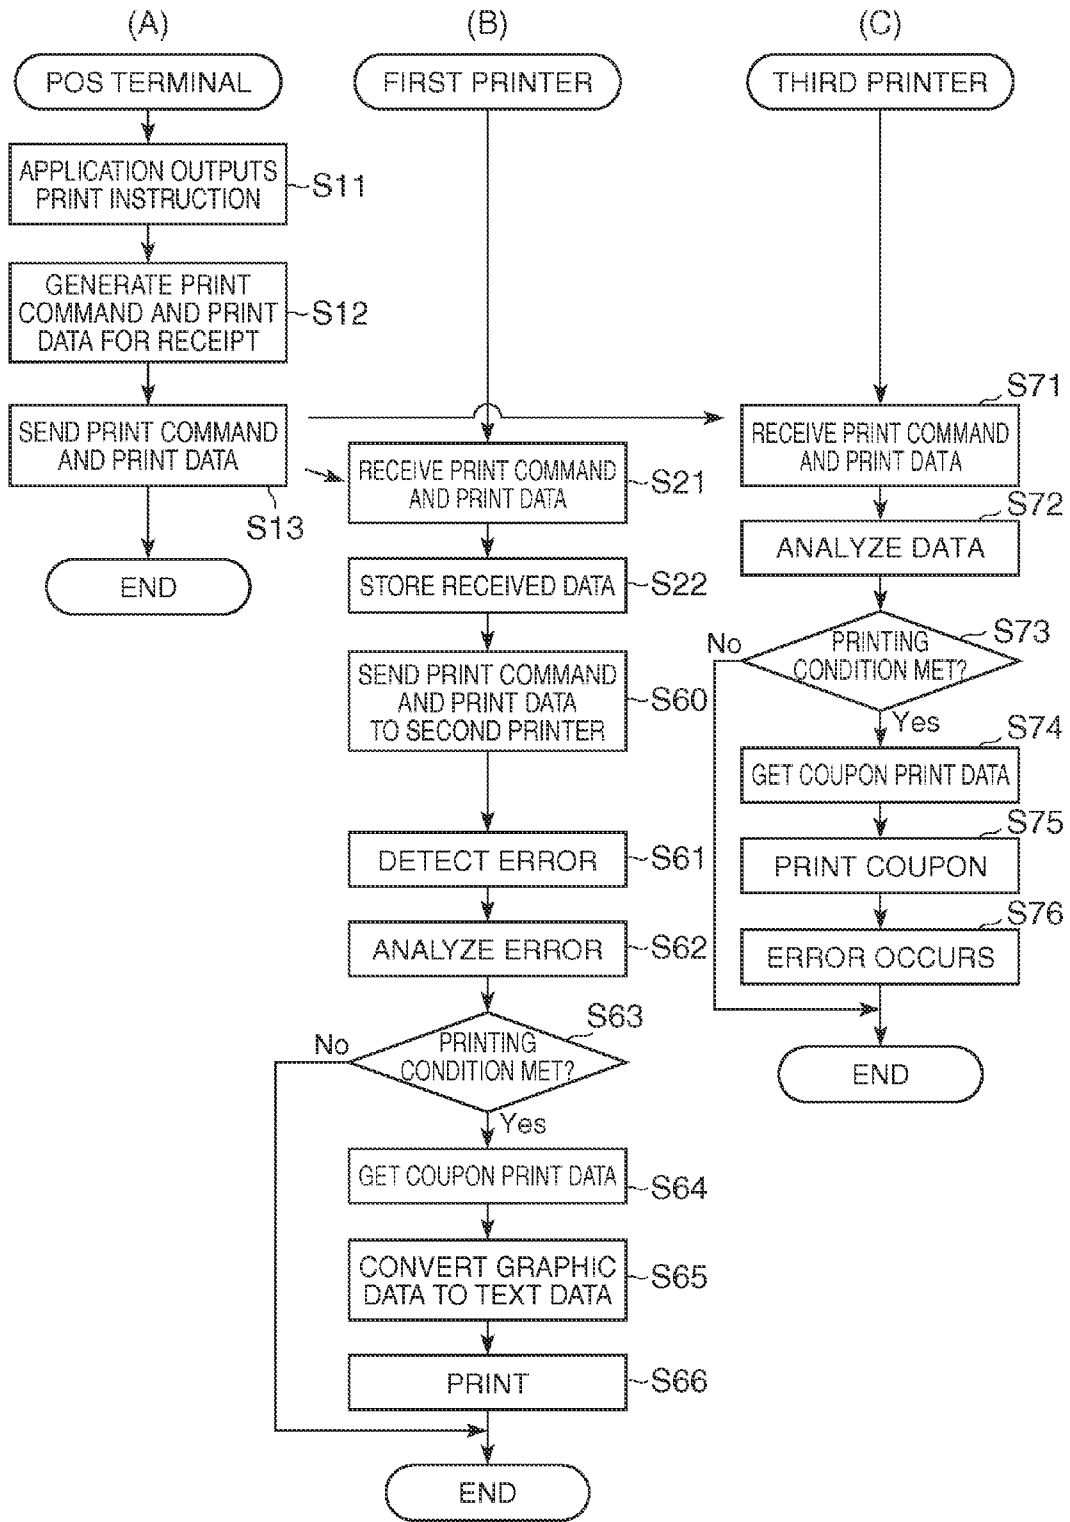 (A)
POS TERMINAL
APPLICATION OUTPUTS
PRINT INSTRUCTION
S11
GENERATE PRINT
COMMAND AND PRINT
DATA FOR RECEIPT
S12
SEND PRINT COMMAND
AND PRINT DATA
S13
END
(B)
FIRST PRINTER
RECEIVE PRINT COMMAND
AND PRINT DATA
S21
STORE RECEIVED DATA
S22
SEND PRINT COMMAND
AND PRINT DATA
TO SECOND PRINTER
S60
DETECT ERROR
S61
ANALYZE ERROR
S62
PRINTING
CONDITION MET?
S63
No
Yes
GET COUPON PRINT DATA
S64
CONVERT GRAPHIC
DATA TO TEXT DATA
S65
PRINT
S66
END
(C)
THIRD PRINTER
S71
RECEIVE PRINT COMMAND
AND PRINT DATA
S72
ANALYZE DATA
S73
PRINTING
CONDITION MET?
No
Yes
S74
GET COUPON PRINT DATA
S75
PRINT COUPON
S76
ERROR OCCURS
END